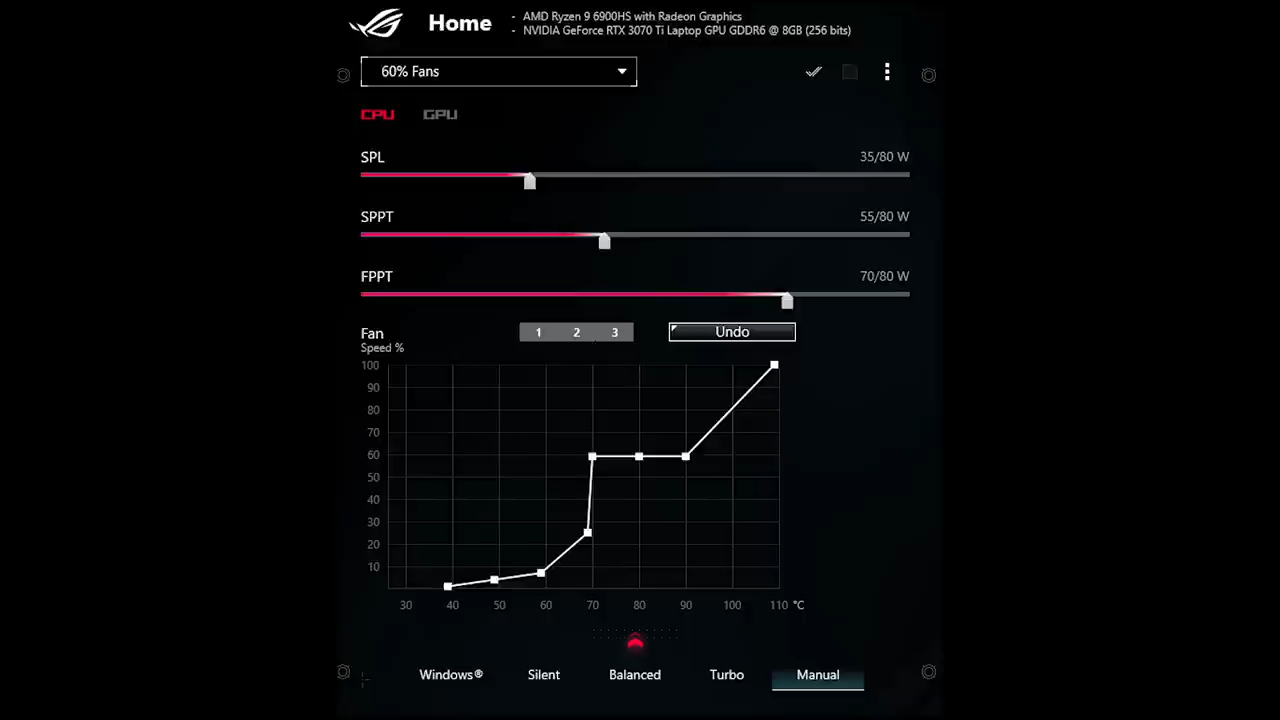 Home
- AMD Ryzen 9 6900HS with Radeon Graphics
- NVIDIA GeForce RTX 3070 Ti Laptop GPU GDDR6 @ 8GB (256 bits)
60% Fans
CPU GPU
SPL 35/80 W
SPPT 55/80 W
FPPT 70/80 W
Fan 1 2 3 Undo
Speed %
100
90
80
70
60
50
40
30
20
10
30 40 50 60 70 80 90 100 110 °C
Windows® Silent Balanced Turbo Manual